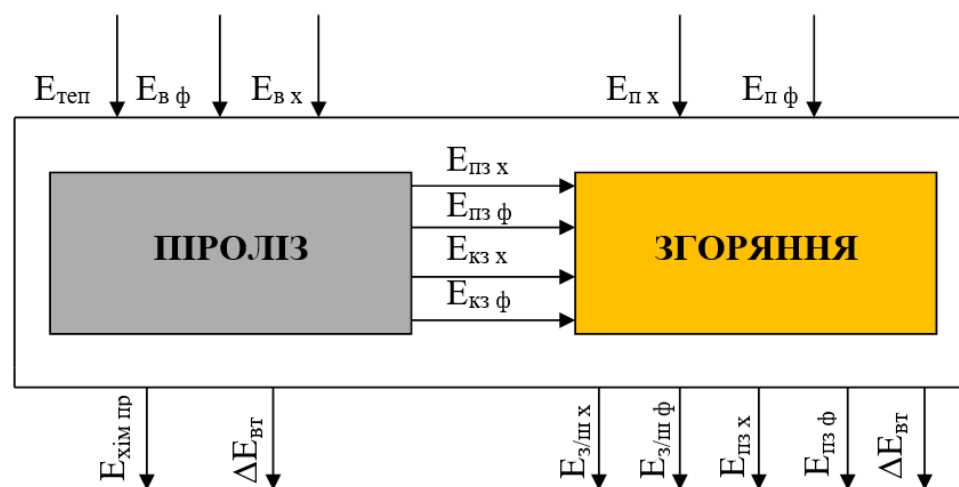 Eтеп Eв ф Eв х Eп х Eп ф
Eпз х
Eпз ф
Eкз х
Eкз ф
ПІРОЛІЗ
ЗГОРЯННЯ
Eхім пр
ΔEвт
Eз/ш х
Eз/ш ф
Eпз х
Eпз ф
ΔEвт